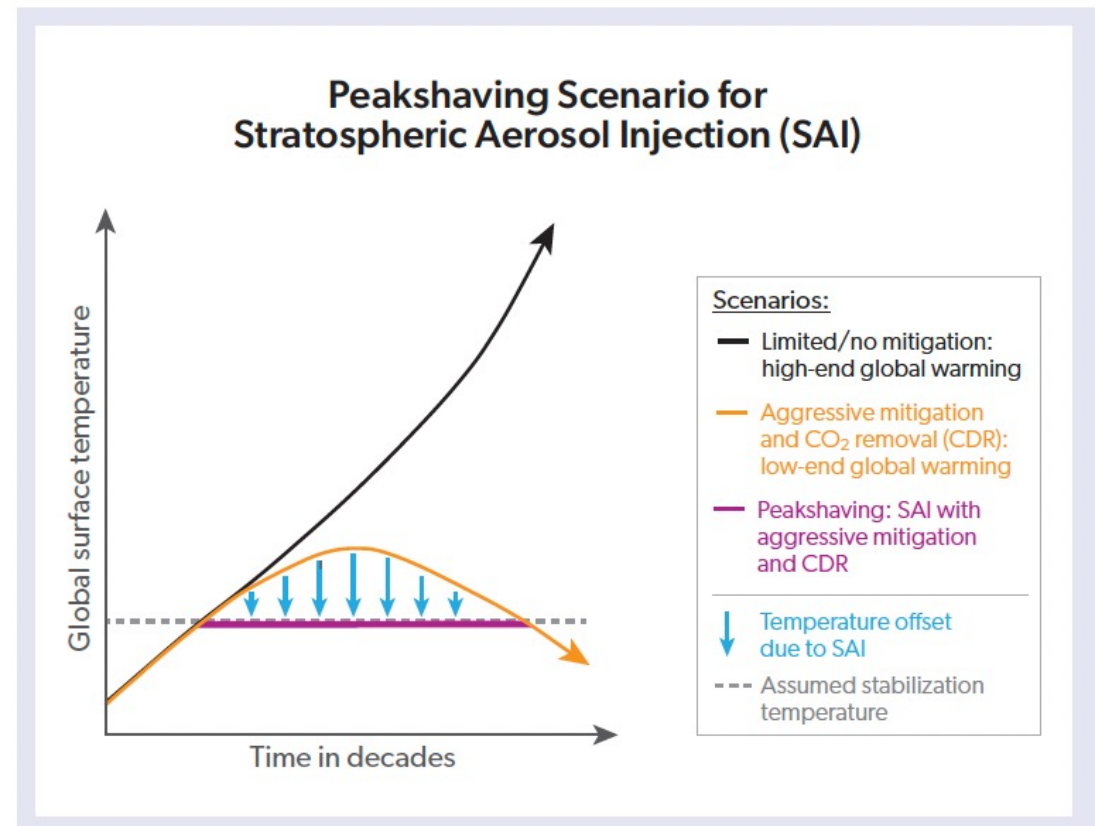 Peakshaving Scenario for
Stratospheric Aerosol Injection (SAI)
Global surface temperature
Time in decades
Scenarios:
Limited/no mitigation:
high-end global warming
Aggressive mitigation
and CO₂ removal (CDR):
low-end global warming
Peakshaving: SAI with
aggressive mitigation
and CDR
Temperature offset
due to SAI
Assumed stabilization
temperature